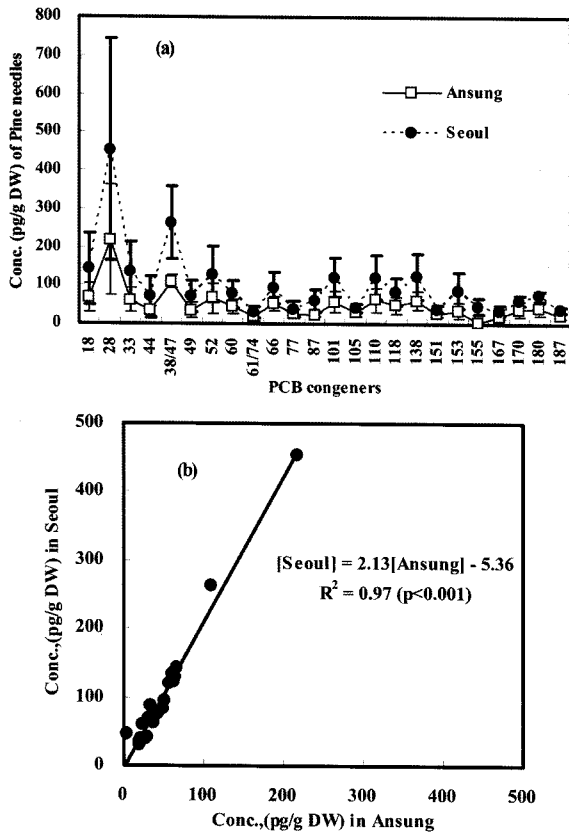 800
700
600
500
400
300
200
100
0
Conc. (pg/g DW) of Pine needles
(a)
Ansung
Seoul
18 28 33 44 38/47 49 52 60 61/74 66 77 87 101 105 110 118 138 151 153 155 167 170 180 187
PCB congeners
500
400
300
200
100
0
Conc.,(pg/g DW) in Seoul
(b)
[Seoul] = 2.13[Ansung] - 5.36
R² = 0.97 (p<0.001)
0 100 200 300 400 500
Conc.,(pg/g DW) in Ansung